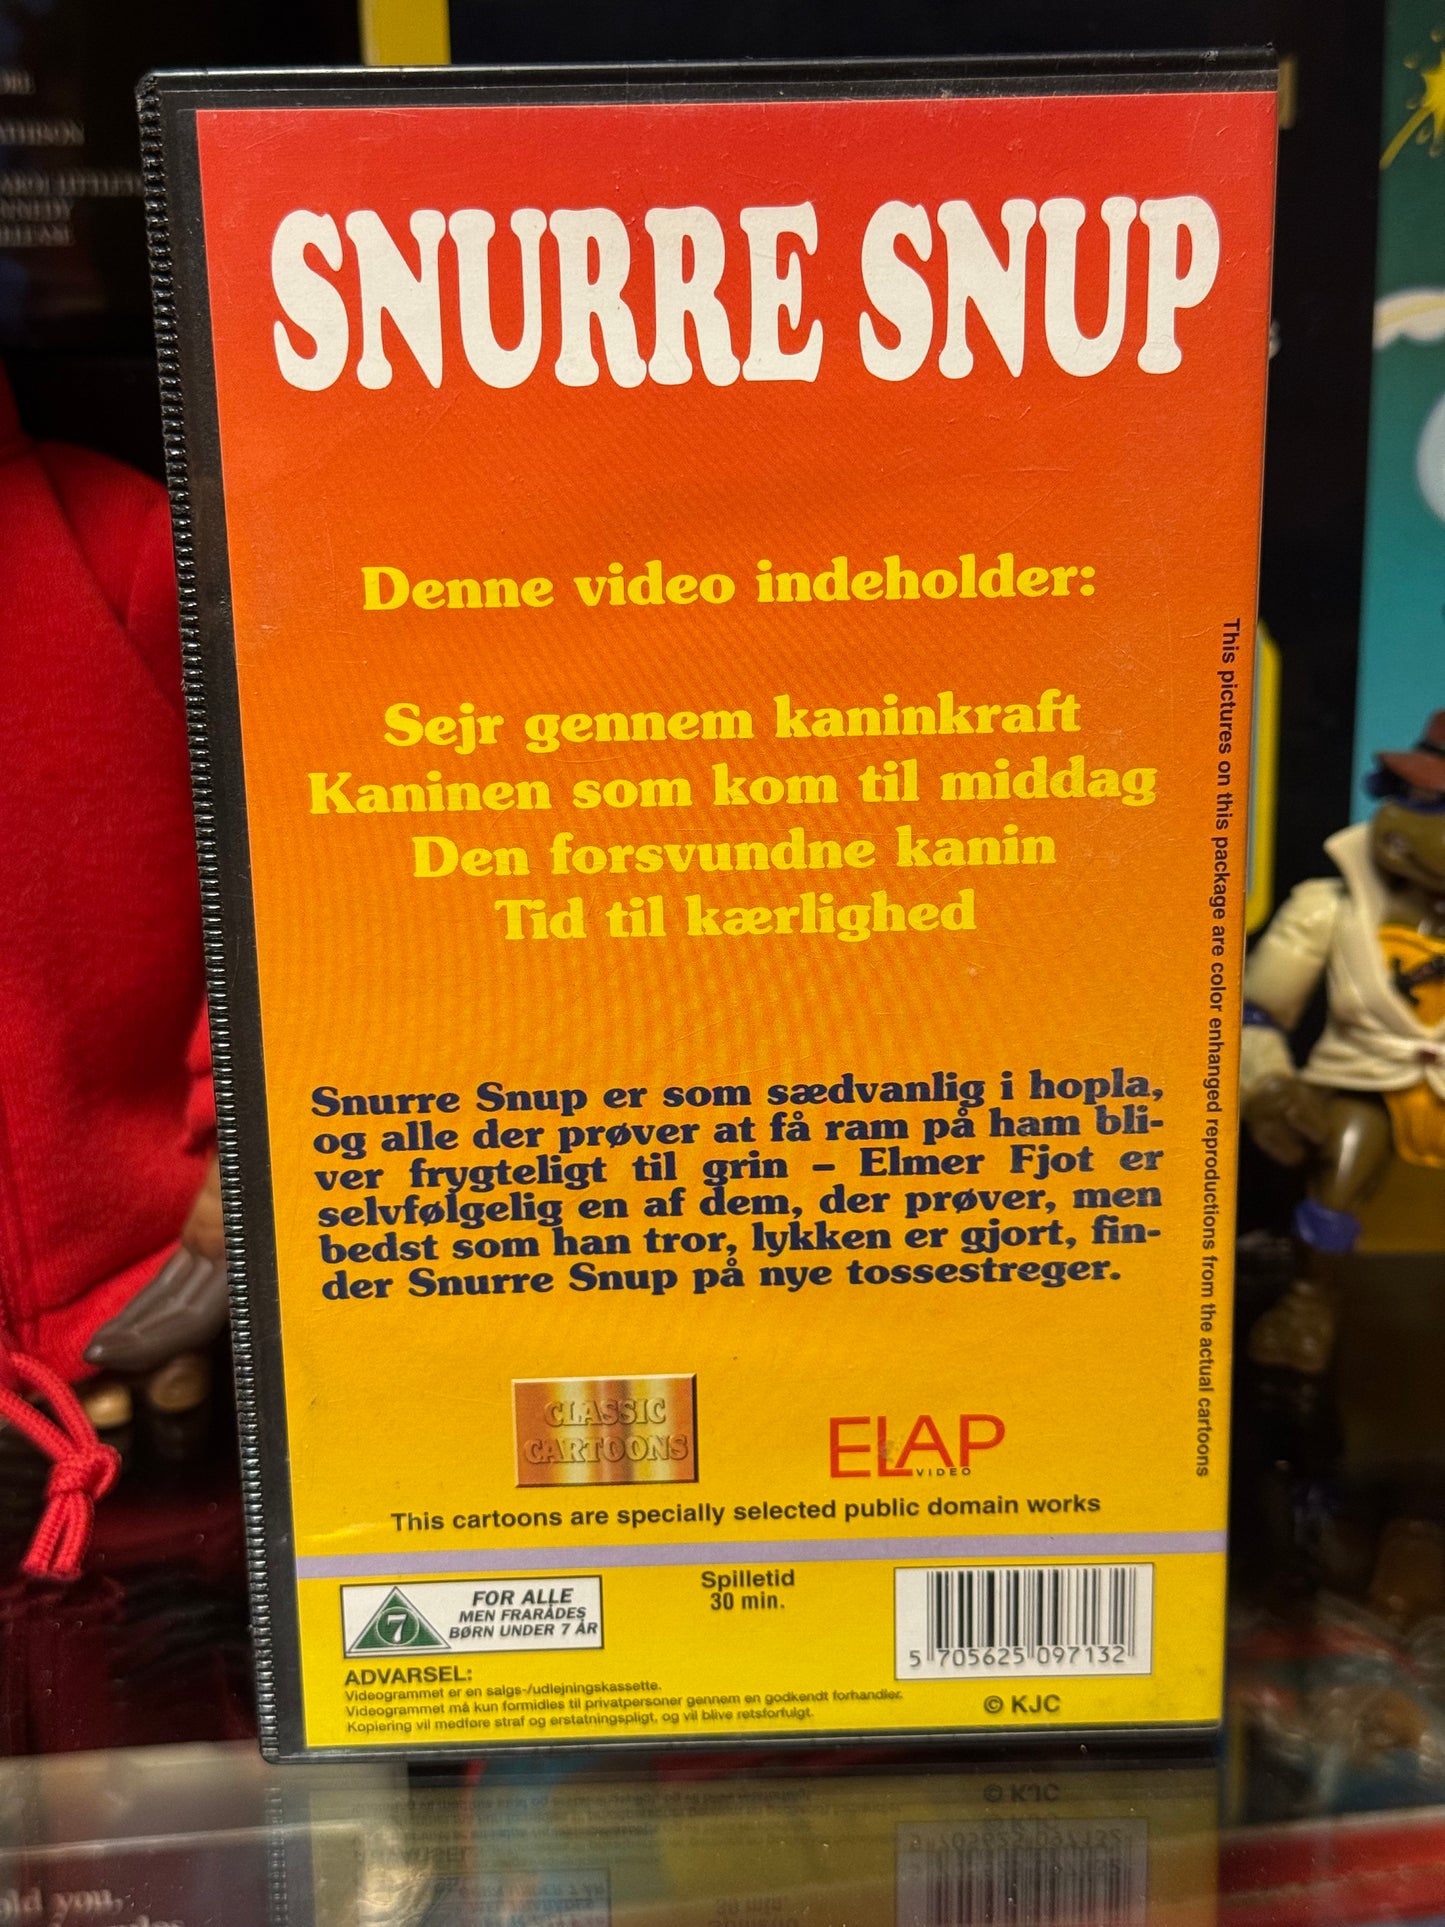 SNURRE SNUP
Denne video indeholder:
Sejr gennem kaninkraft
Kaninen som kom til middag
Den forsvundne kanin
Tid til kærlighed
Snurre Snup er som sædvanlig i hopla,
og alle der prøver at få ram på ham bli-
ver frygteligt til grin – Elmer Fjot er
selvfølgelig en af dem, der prøver, men
bedst som han tror, lykken er gjort, fin-
der Snurre Snup på nye tossestreger.
This pictures on this package are color enhanged reproductions from the actual cartoons
CLASSIC
CARTOONS
ELAP
VIDEO
This cartoons are specially selected public domain works
7
FOR ALLE
MEN FRARÅDES
BØRN UNDER 7 ÅR
Spilletid
30 min.
5 705625 097132
ADVARSEL:
Videogrammet er en salgs-/udlejningskassette.
Videogrammet må kun formidles til privatpersoner gennem en godkendt forhandler.
Kopiering vil medføre straf og erstatningspligt, og vil blive retsforfulgt.
© KJC